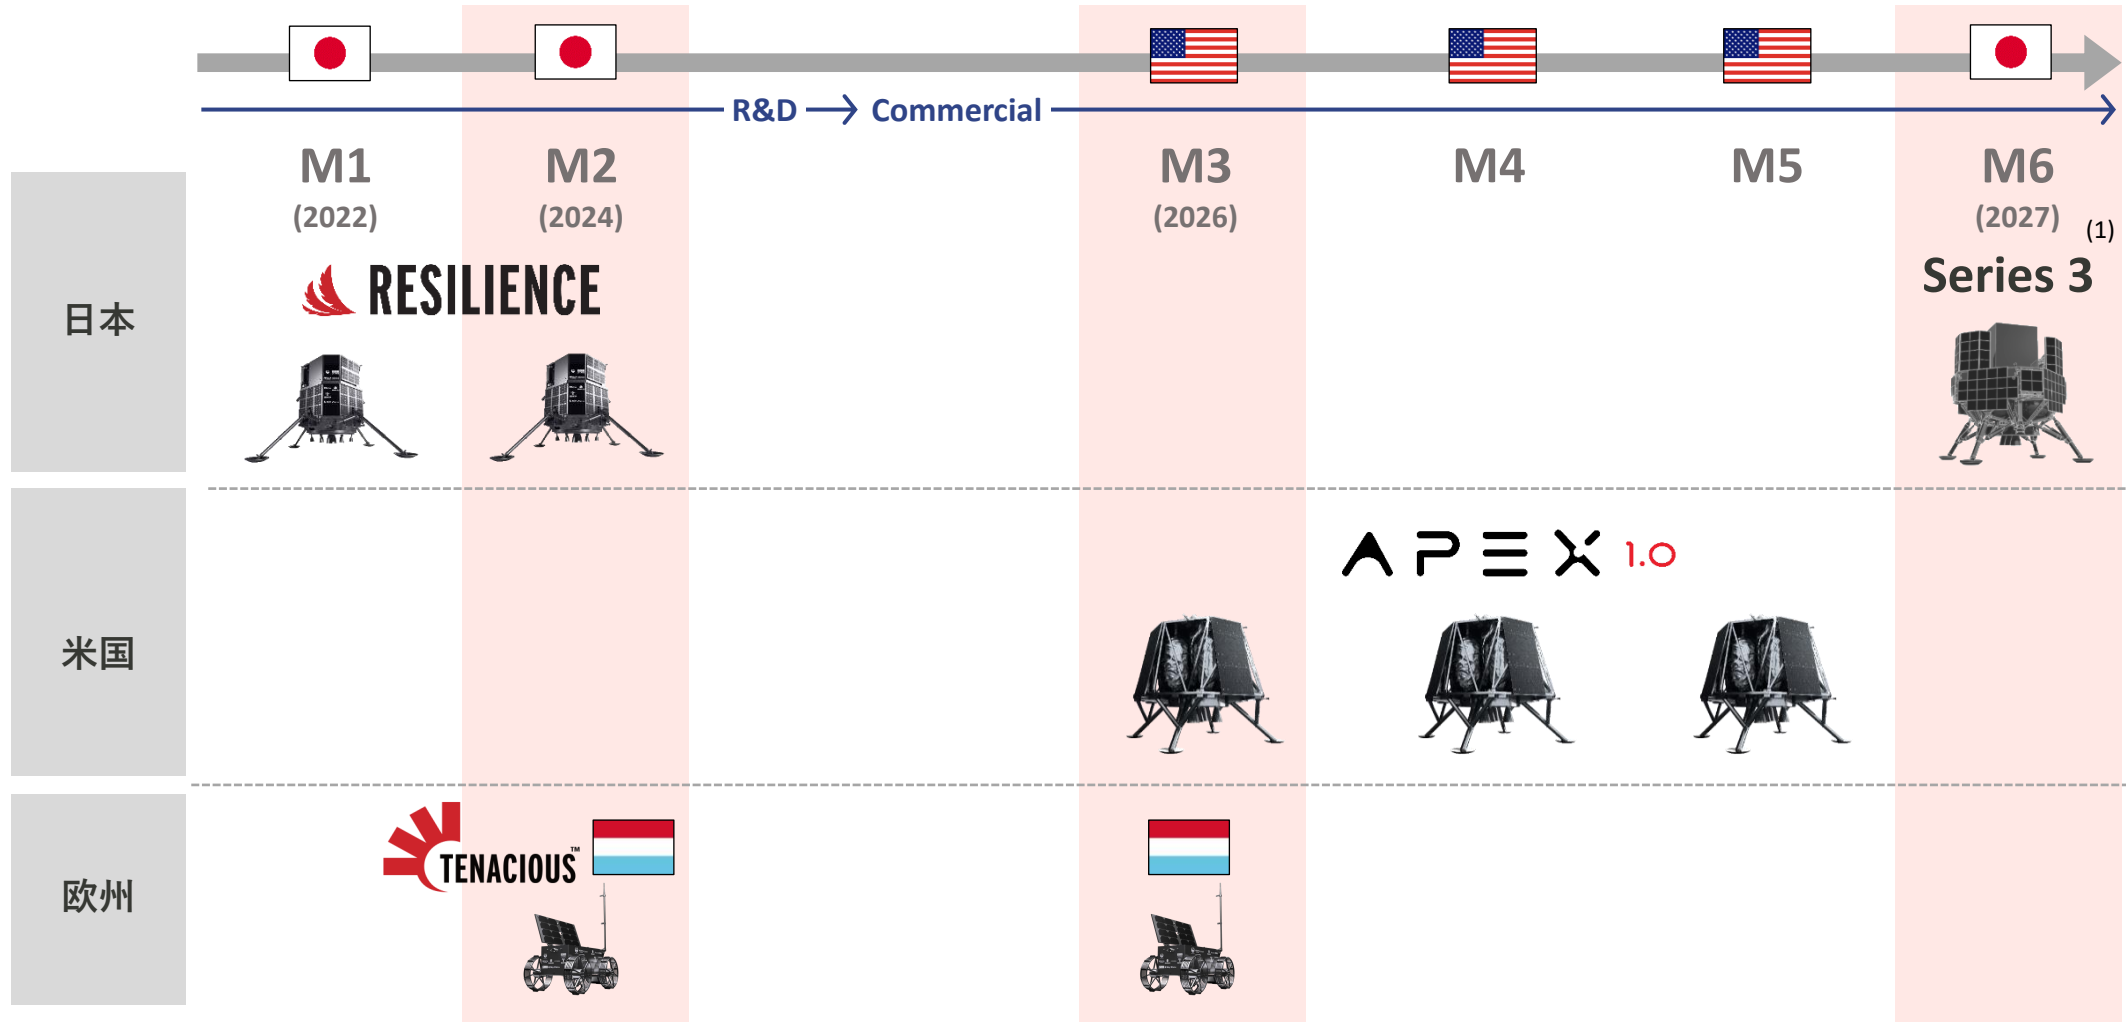 R&D
Commercial
M1
M2
M3
M4
M5
M6
(2022)
(2024)
(2026)
(2027)
(1)
日本
RESILIENCE
Series 3
米国
APEX 1.0
欧州
TENACIOUS™